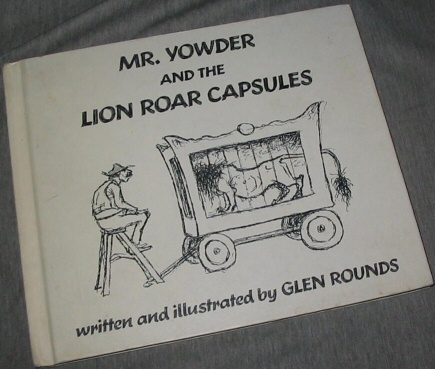 MR. YOWDER
AND THE
LION ROAR CAPSULES
written and illustrated by GLEN ROUNDS